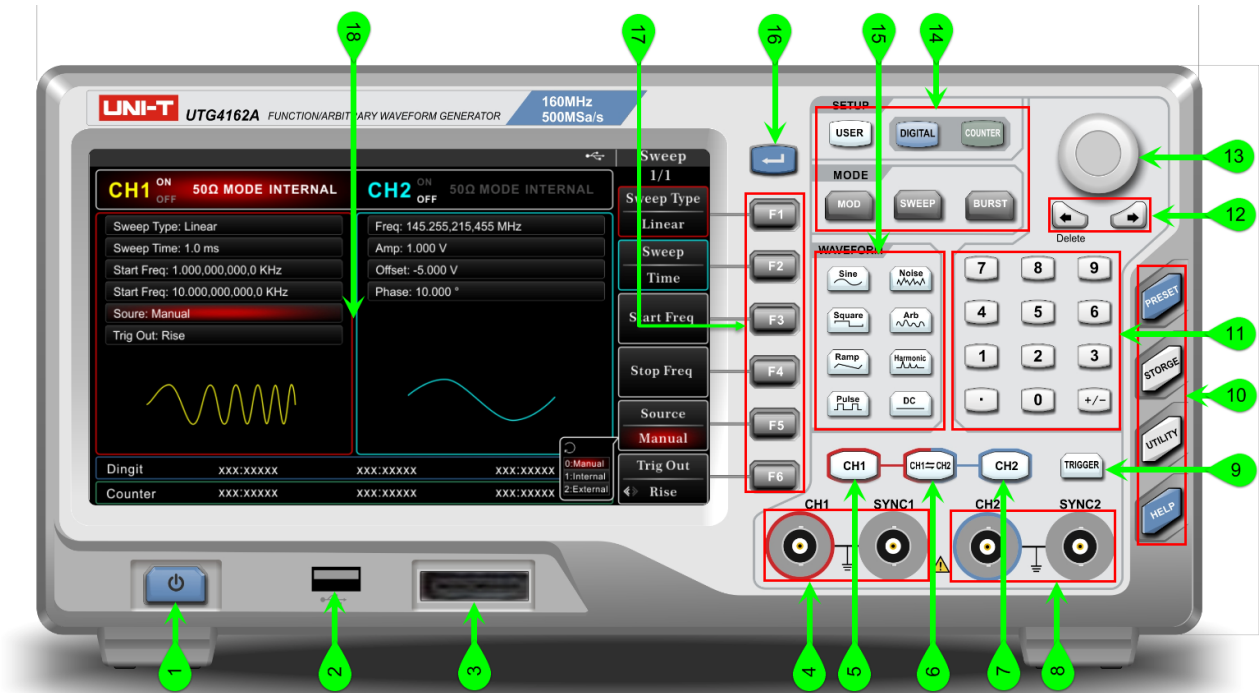 18
17
16
15
14
UNI-T
UTG4162A FUNCTION/ARBITRARY WAVEFORM GENERATOR
160MHz
500MSa/s
Sweep
1/1
CH1 ON OFF 50Ω MODE INTERNAL
CH2 ON OFF 50Ω MODE INTERNAL
Sweep Type: Linear
Sweep Time: 1.0 ms
Start Freq: 1.000,000,000,0 KHz
Start Freq: 10.000,000,000,0 KHz
Soure: Manual
Trig Out: Rise
Freq: 145.255,215,455 MHz
Amp: 1.000 V
Offset: -5.000 V
Phase: 10.000 °
Sweep Type
Linear
Sweep
Time
Start Freq
Stop Freq
Source
Manual
Trig Out
Rise
0:Manual
1:Internal
2:External
Dingit xxx:xxxxx xxx:xxxxx xxx:xxxxx
Counter xxx:xxxxx xxx:xxxxx xxx:xxxxx
F1
F2
F3
F4
F5
F6
SETUP
USER DIGITAL COUNTER
MODE
MOD SWEEP BURST
WAVEFORM
Sine Noise
Square Arb
Ramp Harmonic
Pulse DC
Delete
7 8 9
4 5 6
1 2 3
. 0 +/-
PRESET
STORGE
UTILITY
HELP
CH1 CH1⇆CH2 CH2 TRIGGER
CH1 SYNC1 CH2 SYNC2
13
12
11
10
9
1
2
3
4
5
6
7
8